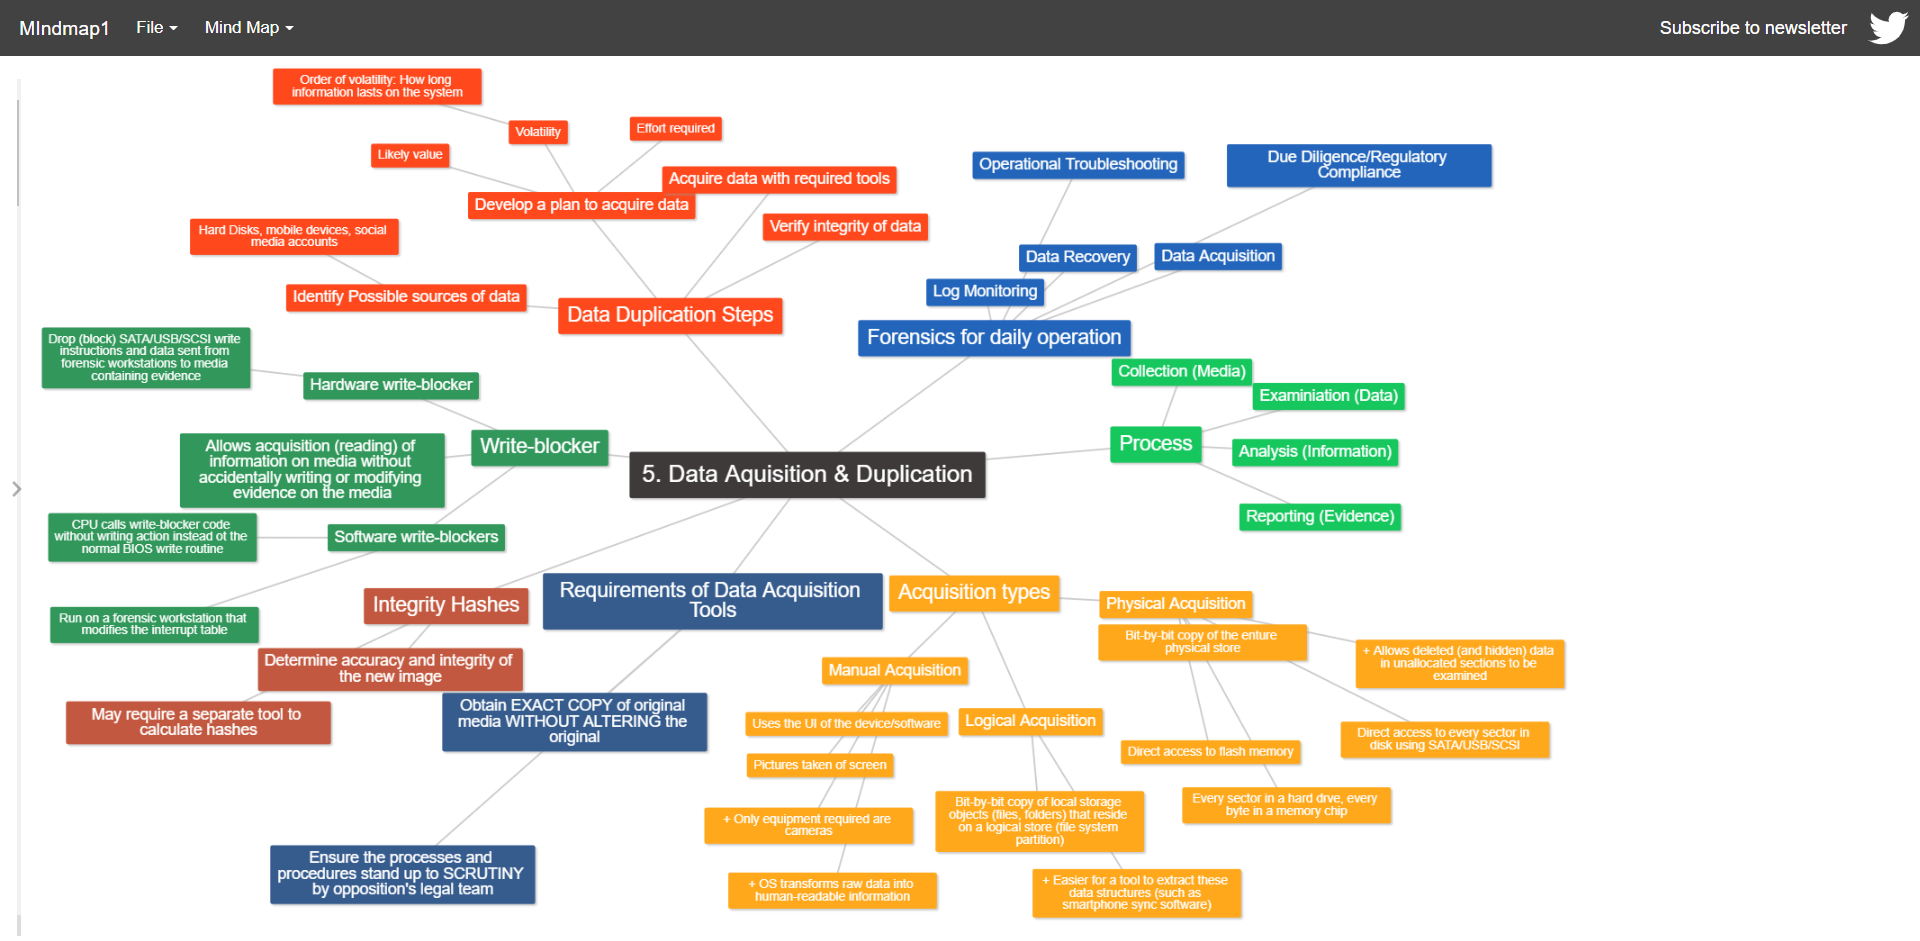 MIndmap1
File
Mind Map
Subscribe to newsletter
Order of volatility: How long
information lasts on the system
Volatility
Effort required
Likely value
Acquire data with required tools
Develop a plan to acquire data
Verify integrity of data
Hard Disks, mobile devices, social
media accounts
Identify Possible sources of data
Data Duplication Steps
Operational Troubleshooting
Due Diligence/Regulatory
Compliance
Data Recovery
Data Acquisition
Log Monitoring
Forensics for daily operation
Collection (Media)
Examiniation (Data)
Process
Analysis (Information)
Reporting (Evidence)
Drop (block) SATA/USB/SCSI write
instructions and data sent from
forensic workstations to media
containing evidence
Hardware write-blocker
Write-blocker
Allows acquisition (reading) of
information on media without
accidentally writing or modifying
evidence on the media
CPU calls write-blocker code
without writing action instead ot the
normal BIOS write routine
Software write-blockers
Run on a forensic workstation that
modifies the interrupt table
5. Data Aquisition & Duplication
Integrity Hashes
Determine accuracy and integrity of
the new image
May require a separate tool to
calculate hashes
Requirements of Data Acquisition
Tools
Obtain EXACT COPY of original
media WITHOUT ALTERING the
original
Ensure the processes and
procedures stand up to SCRUTINY
by opposition's legal team
Acquisition types
Physical Acquisition
Bit-by-bit copy of the enture
physical store
+ Allows deleted (and hidden) data
in unallocated sections to be
examined
Direct access to every sector in
disk using SATA/USB/SCSI
Direct access to flash memory
Every sector in a hard drve, every
byte in a memory chip
Manual Acquisition
Uses the UI of the device/software
Pictures taken of screen
+ Only equipment required are
cameras
+ OS transforms raw data into
human-readable information
Logical Acquisition
Bit-by-bit copy of local storage
objects (files, folders) that reside
on a logical store (file system
partition)
+ Easier for a tool to extract these
data structures (such as
smartphone sync software)